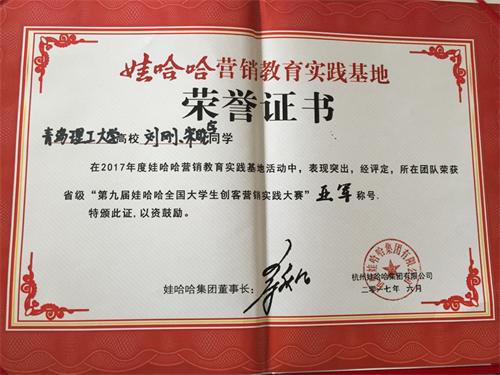 娃哈哈营销教育实践基地
荣誉证书
青岛理工大学高校刘刚、宋晓同学
在2017年度娃哈哈营销教育实践基地活动中，表现突出，经评定，所在团队荣获
省级“第九届娃哈哈全国大学生创客营销实践大赛”亚军称号.
特颁此证，以资鼓励。
娃哈哈集团董事长：
杭州娃哈哈集团有限公司
二〇一七年 六月